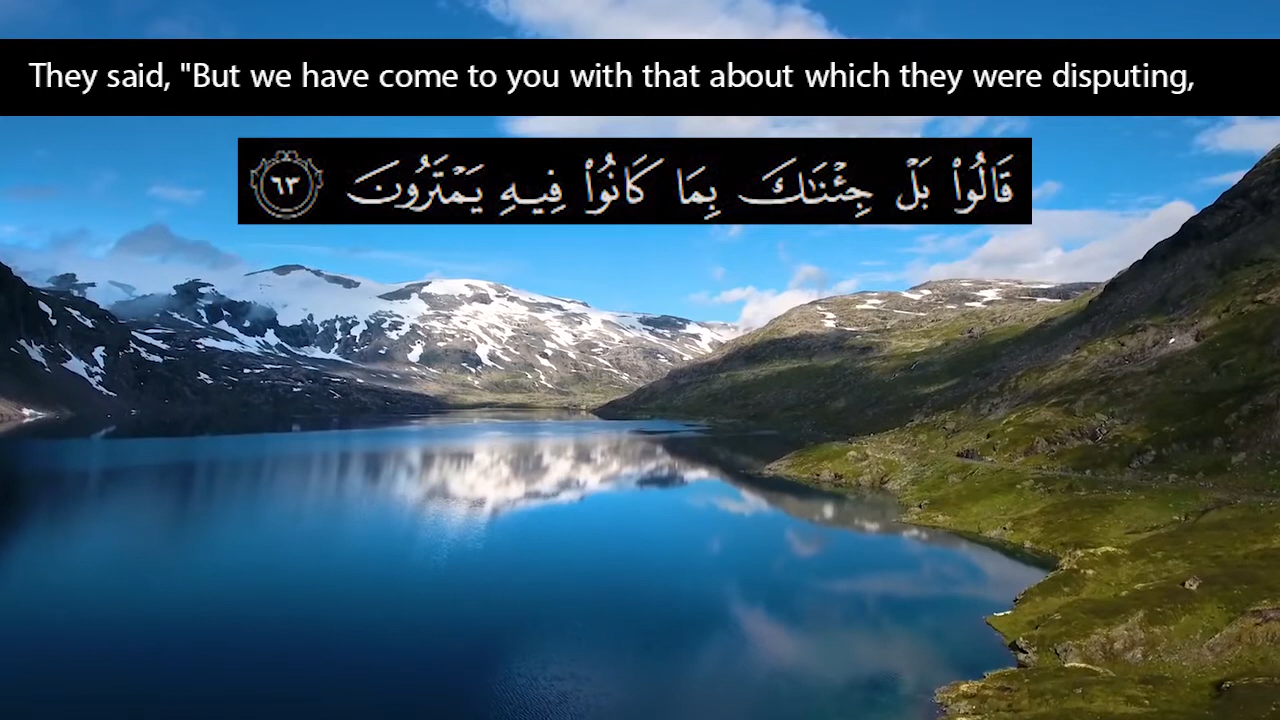 They said, "But we have come to you with that about which they were disputing,
قَالُوا۟ بَلْ جِئْنَـٰكَ بِمَا كَانُوا۟ فِيهِ يَمْتَرُونَ ٦٣